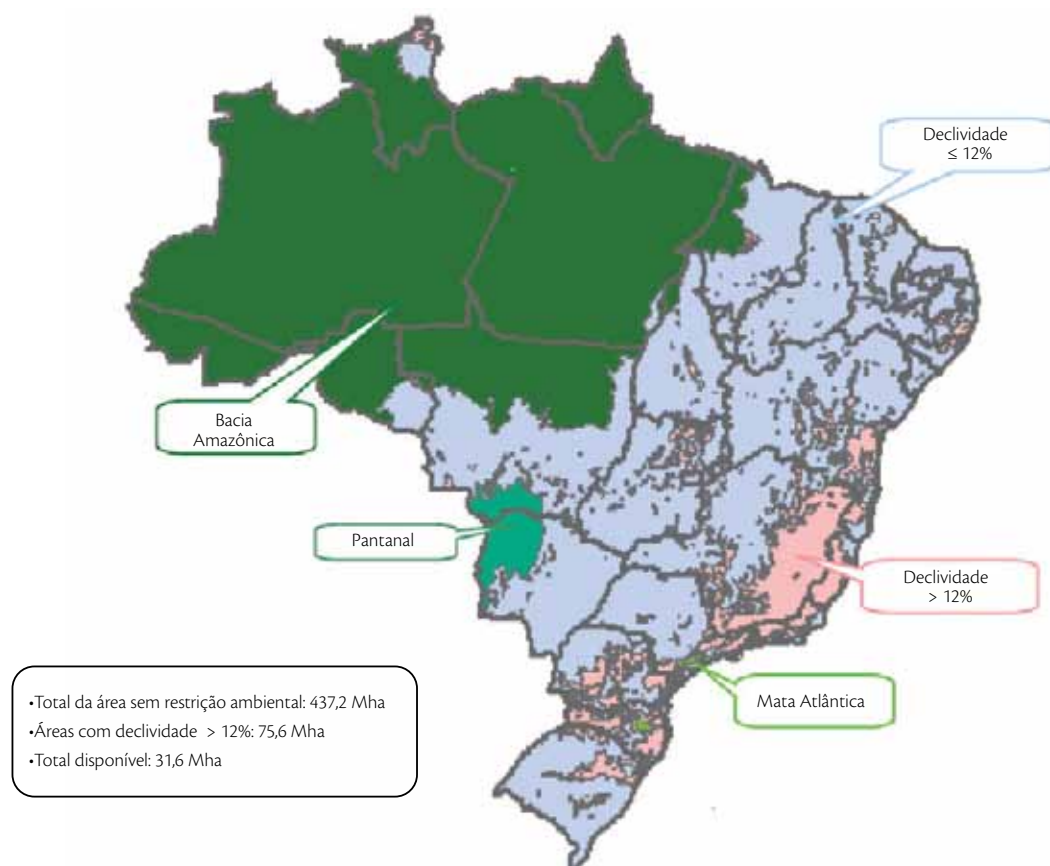 Declividade
≤ 12%
Bacia
Amazônica
Pantanal
Declividade
> 12%
Mata Atlântica
•Total da área sem restrição ambiental: 437,2 Mha
•Áreas com declividade > 12%: 75,6 Mha
•Total disponível: 31,6 Mha